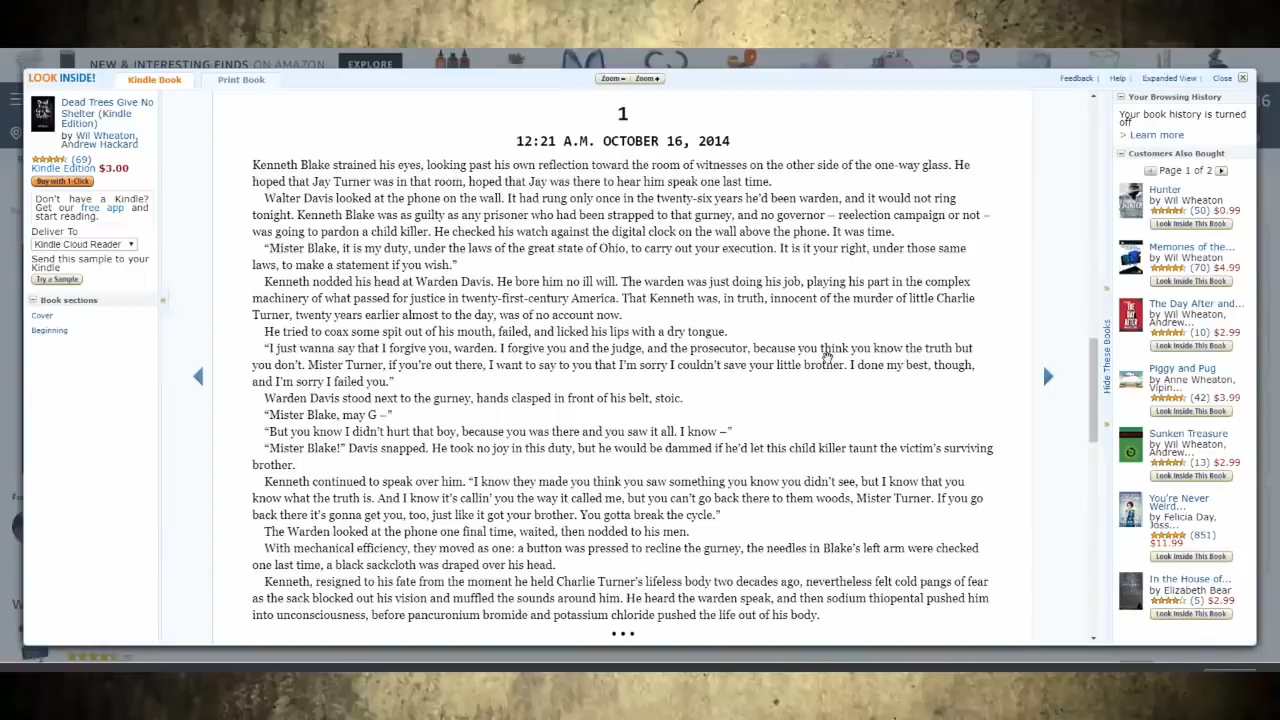 NEW & INTERESTING FINDS ON AMAZON EXPLORE
LOOK INSIDE!
Kindle Book
Print Book
Zoom
Zoom
Feedback | Help | Expanded View | Close
Dead Trees Give No
Shelter (Kindle
Edition)
by Wil Wheaton,
Andrew Hackard
(69)
Kindle Edition $3.00
Buy with 1-Click
Don't have a Kindle?
Get our free app and
start reading.
Deliver To
Kindle Cloud Reader
Send this sample to your
Kindle
Try a Sample
Book sections
Cover
Beginning
1
12:21 A.M. OCTOBER 16, 2014
Kenneth Blake strained his eyes, looking past his own reflection toward the room of witnesses on the other side of the one-way glass. He
hoped that Jay Turner was in that room, hoped that Jay was there to hear him speak one last time.
Walter Davis looked at the phone on the wall. It had rung only once in the twenty-six years he'd been warden, and it would not ring
tonight. Kenneth Blake was as guilty as any prisoner who had been strapped to that gurney, and no governor – reelection campaign or not –
was going to pardon a child killer. He checked his watch against the digital clock on the wall above the phone. It was time.
“Mister Blake, it is my duty, under the laws of the great state of Ohio, to carry out your execution. It is it your right, under those same
laws, to make a statement if you wish.”
Kenneth nodded his head at Warden Davis. He bore him no ill will. The warden was just doing his job, playing his part in the complex
machinery of what passed for justice in twenty-first-century America. That Kenneth was, in truth, innocent of the murder of little Charlie
Turner, twenty years earlier almost to the day, was of no account now.
He tried to coax some spit out of his mouth, failed, and licked his lips with a dry tongue.
“I just wanna say that I forgive you, warden. I forgive you and the judge, and the prosecutor, because you think you know the truth but
you don't. Mister Turner, if you're out there, I want to say to you that I'm sorry I couldn't save your little brother. I done my best, though,
and I'm sorry I failed you.”
Warden Davis stood next to the gurney, hands clasped in front of his belt, stoic.
“Mister Blake, may G –”
“But you know I didn't hurt that boy, because you was there and you saw it all. I know –”
“Mister Blake!” Davis snapped. He took no joy in this duty, but he would be dammed if he'd let this child killer taunt the victim's surviving
brother.
Kenneth continued to speak over him. “I know they made you think you saw something you know you didn't see, but I know that you
know what the truth is. And I know it's callin' you the way it called me, but you can't go back there to them woods, Mister Turner. If you go
back there it's gonna get you, too, just like it got your brother. You gotta break the cycle.”
The Warden looked at the phone one final time, waited, then nodded to his men.
With mechanical efficiency, they moved as one: a button was pressed to recline the gurney, the needles in Blake's left arm were checked
one last time, a black sackcloth was draped over his head.
Kenneth, resigned to his fate from the moment he held Charlie Turner's lifeless body two decades ago, nevertheless felt cold pangs of fear
as the sack blocked out his vision and muffled the sounds around him. He heard the warden speak, and then sodium thiopental pushed him
into unconsciousness, before pancuronium bromide and potassium chloride pushed the life out of his body.
• • •
Hide These Books
Your Browsing History
Your book history is turned
off
> Learn more
Customers Also Bought
Page 1 of 2
Hunter
by Wil Wheaton
(50) $0.99
Look Inside This Book
Memories of the...
by Wil Wheaton
(70) $4.99
Look Inside This Book
The Day After and...
by Wil Wheaton,
Andrew...
(10) $2.99
Look Inside This Book
Piggy and Pug
by Anne Wheaton,
Vipin...
(42) $3.99
Look Inside This Book
Sunken Treasure
by Wil Wheaton,
Andrew...
(13) $2.99
Look Inside This Book
You're Never
Weird...
by Felicia Day,
Joss...
(851)
$11.99
Look Inside This Book
In the House of...
by Elizabeth Bear
(5) $2.99
Look Inside This Book